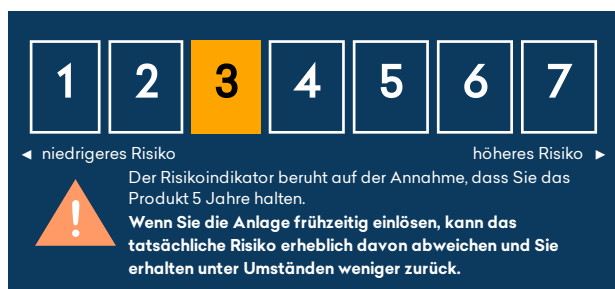 1 2 3 4 5 6 7
◄ niedrigeres Risiko höheres Risiko ►
Der Risikoindikator beruht auf der Annahme, dass Sie das
Produkt 5 Jahre halten.
Wenn Sie die Anlage frühzeitig einlösen, kann das
tatsächliche Risiko erheblich davon abweichen und Sie
erhalten unter Umständen weniger zurück.